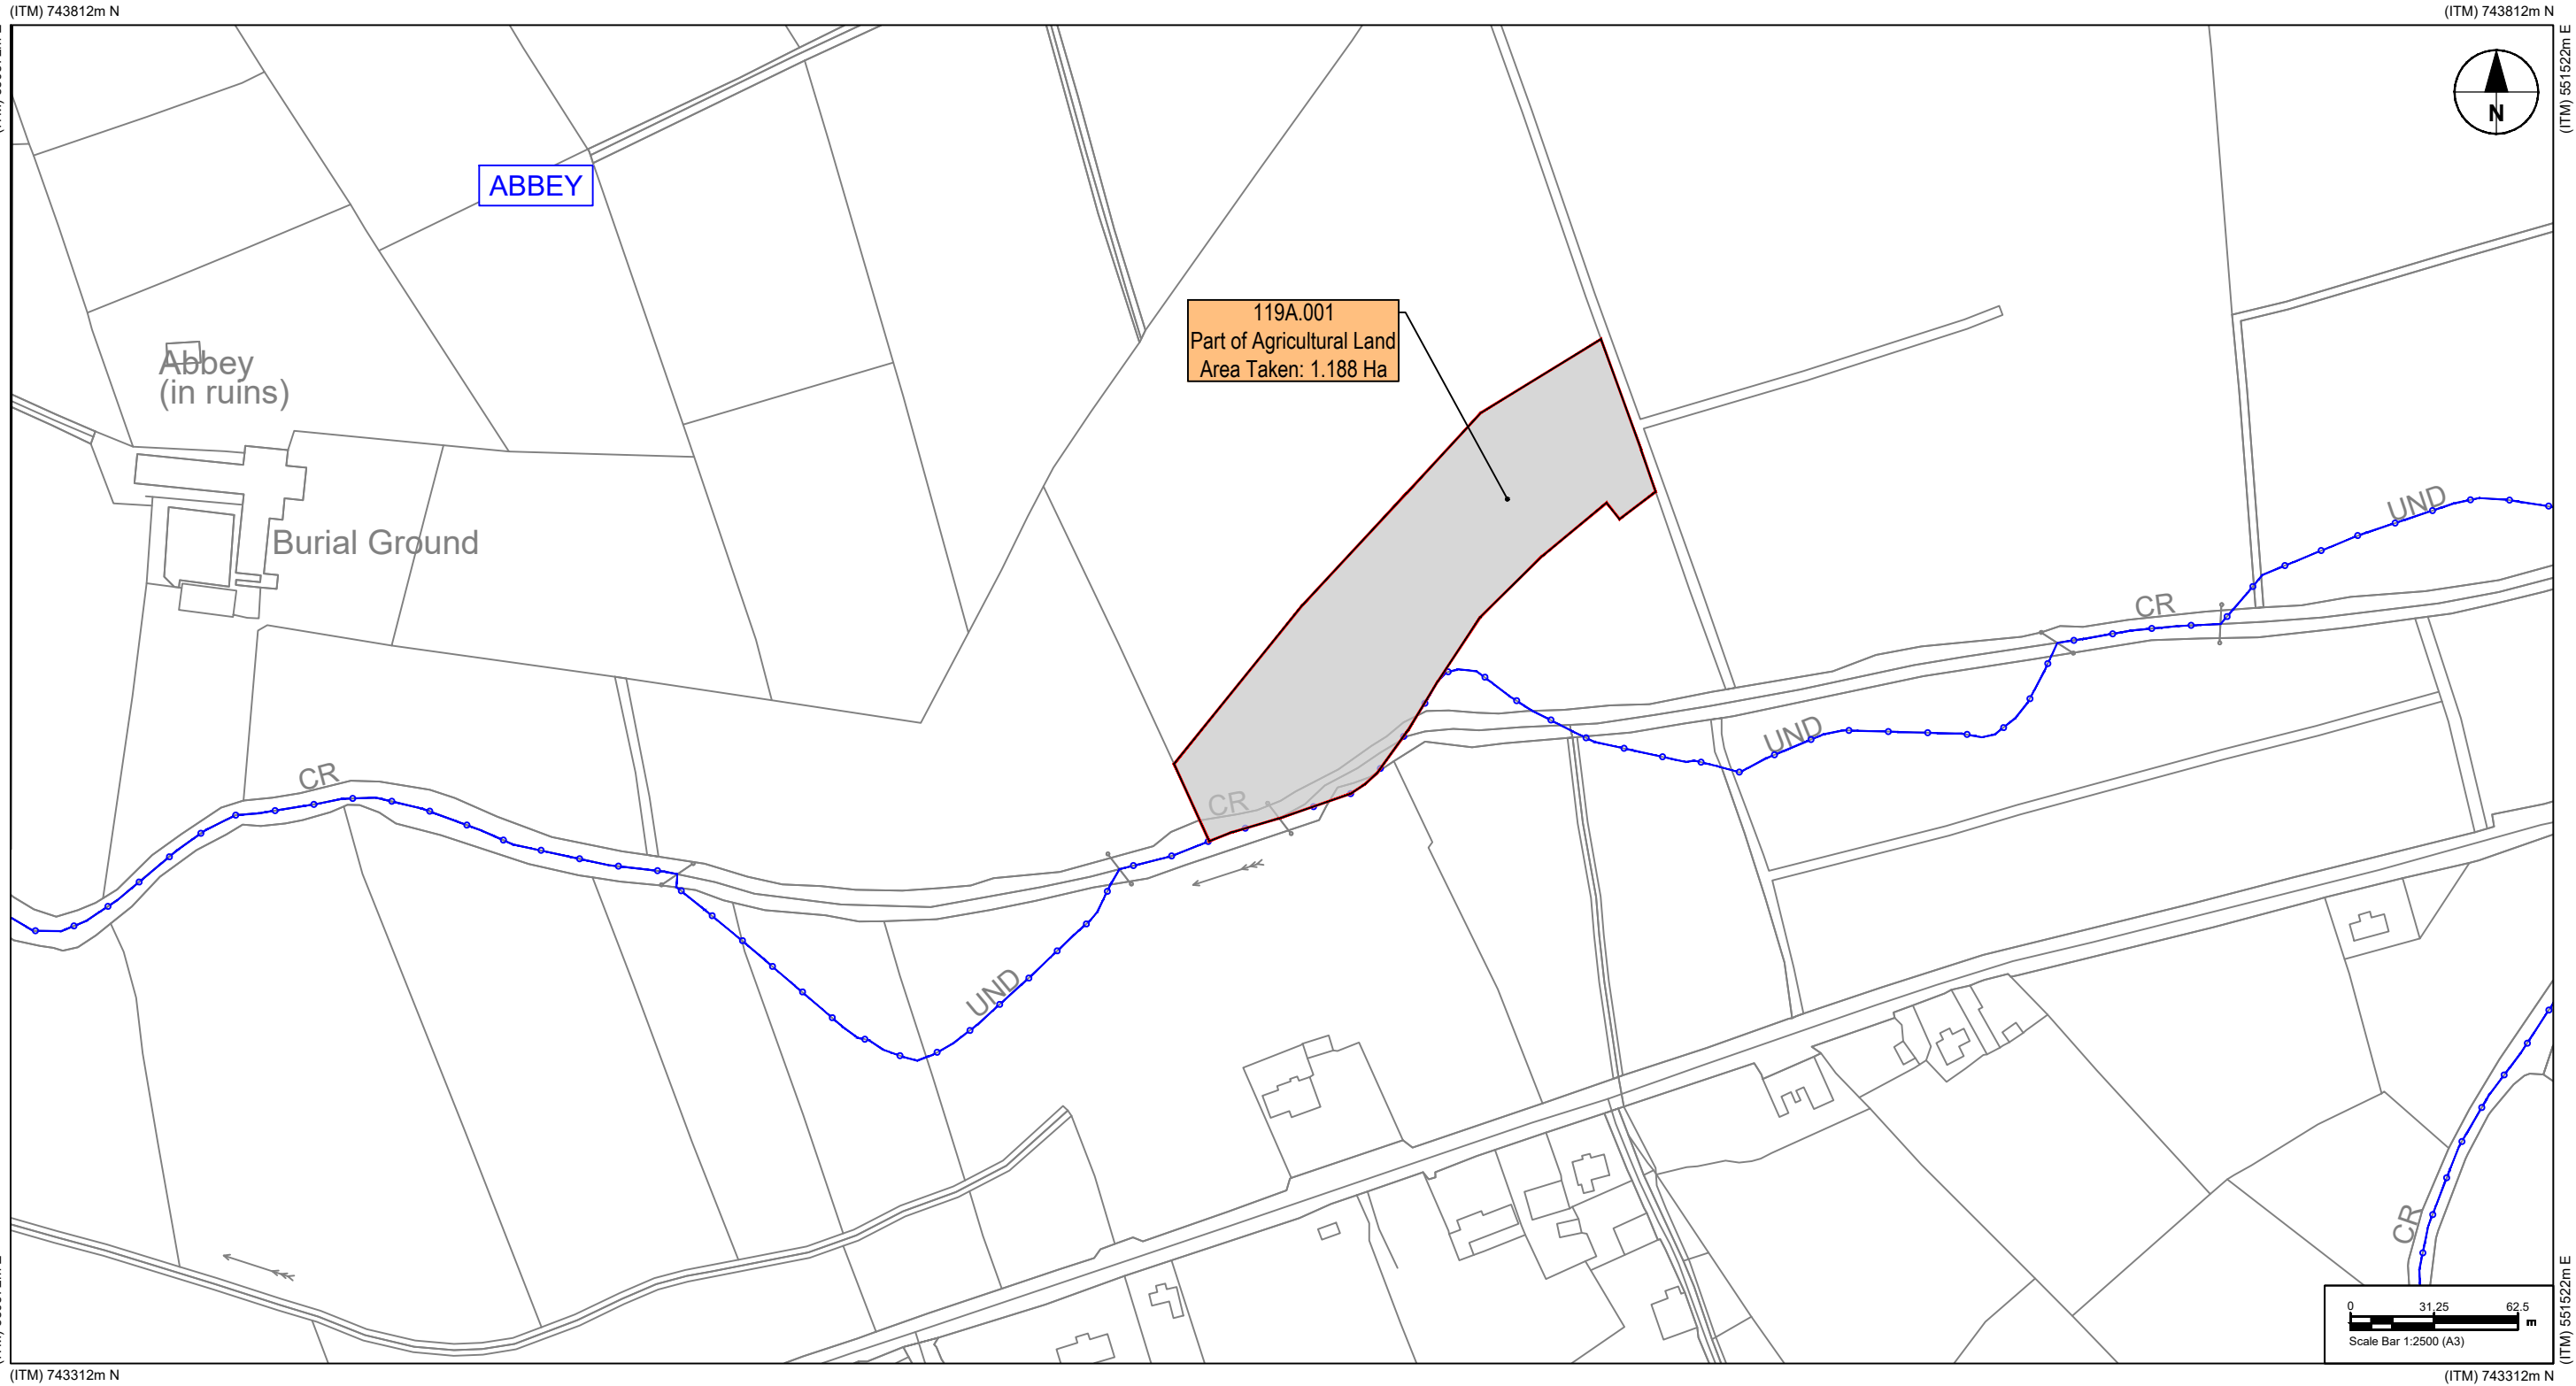 (ITM) 743812m N
(ITM) 743812m N
(ITM) 551522m E
N
ABBEY
119A.001
Part of Agricultural Land
Area Taken: 1.188 Ha
Abbey
(in ruins)
Burial Ground
UND
CR
UND
CR
CR
UND
CR
0 31.25 62.5
m
Scale Bar 1:2500 (A3)
(ITM) 551522m E
(ITM) 743312m N
(ITM) 743312m N